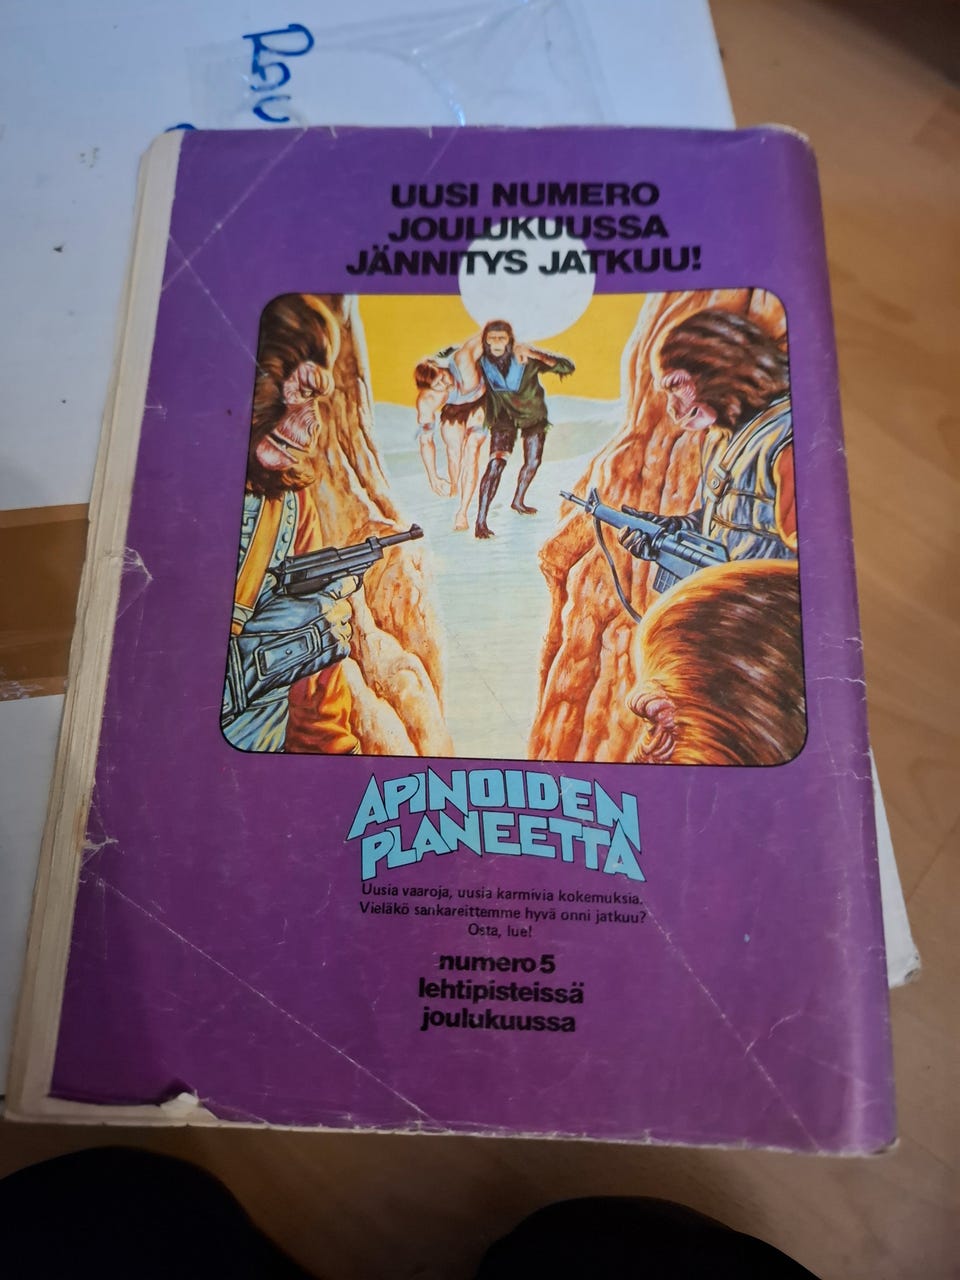 UUSI NUMERO
JOULUKUUSSA
JÄNNITYS JATKUU!
APINOIDEN
PLANEETTA
Uusia vaaroja, uusia karmivia kokemuksia.
Vieläkö sankareittemme hyvä onni jatkuu?
Osta, lue!
numero 5
lehtipisteissä
joulukuussa